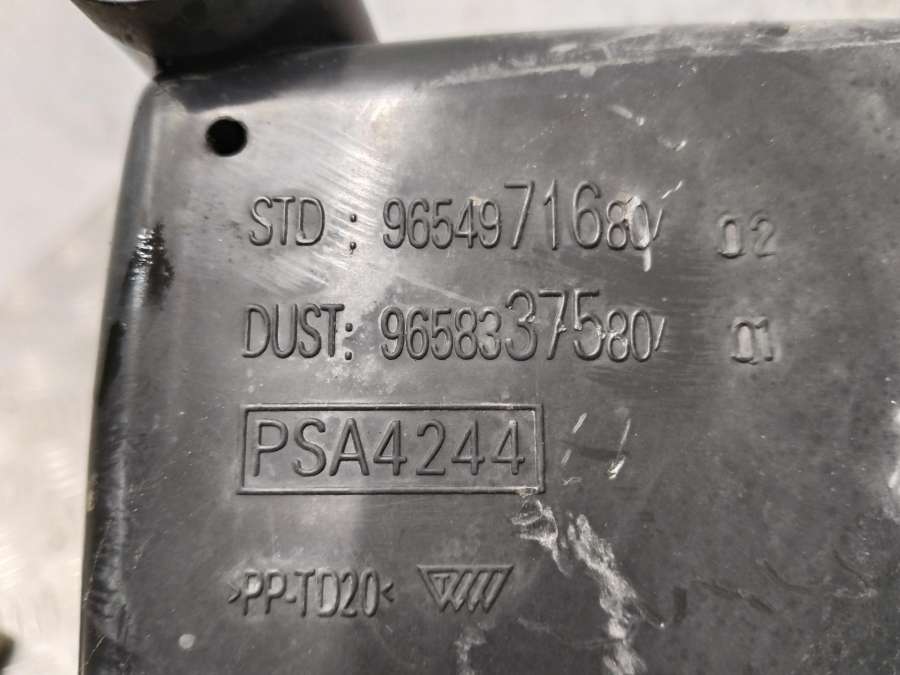 STD : 9654971680/ 02
DUST: 9658337580/ 01
PSA4244
>PP-TD20<